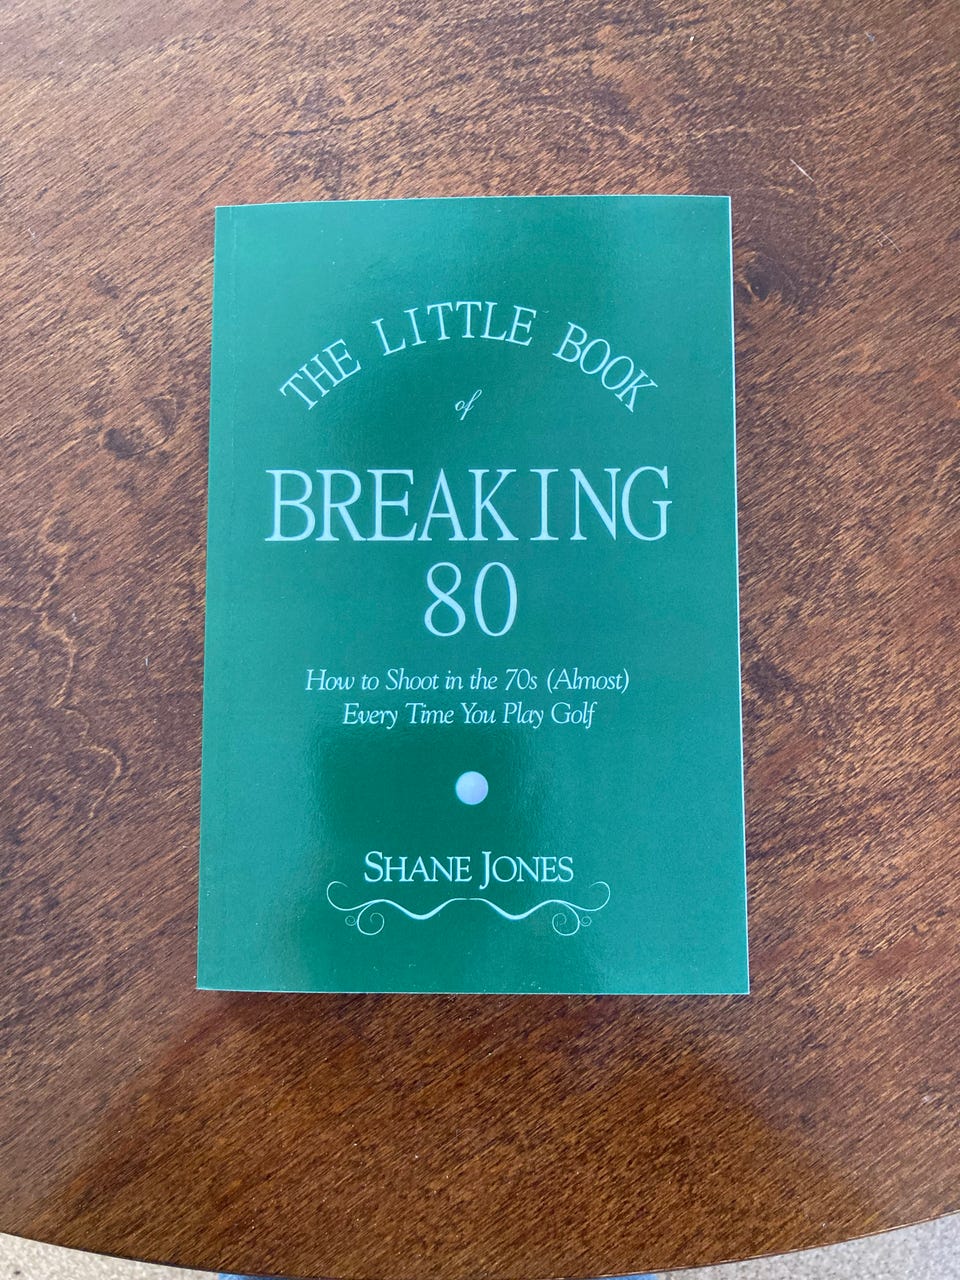 THE LITTLE BOOK
of
BREAKING
80
How to Shoot in the 70s (Almost)
Every Time You Play Golf
SHANE JONES